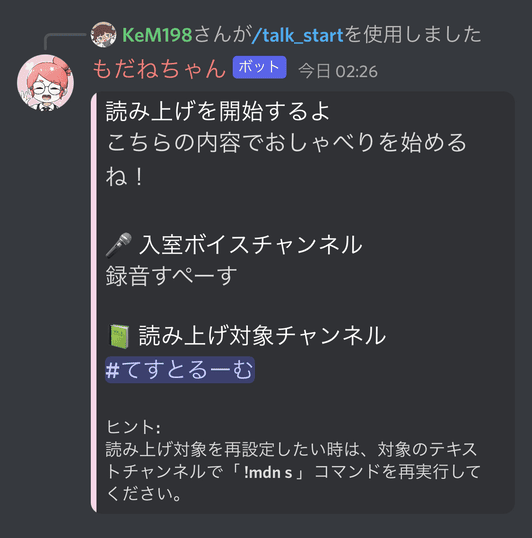 KeM198さんが/talk_startを使用しました
もだねちゃん ボット 今日 02:26
読み上げを開始するよ
こちらの内容でおしゃべりを始める
ね！
🎤 入室ボイスチャンネル
録音すぺーす
📗 読み上げ対象チャンネル
#てすとるーむ
ヒント:
読み上げ対象を再設定したい時は、対象のテキス
トチャンネルで「 !mdn s 」コマンドを再実行して
ください。